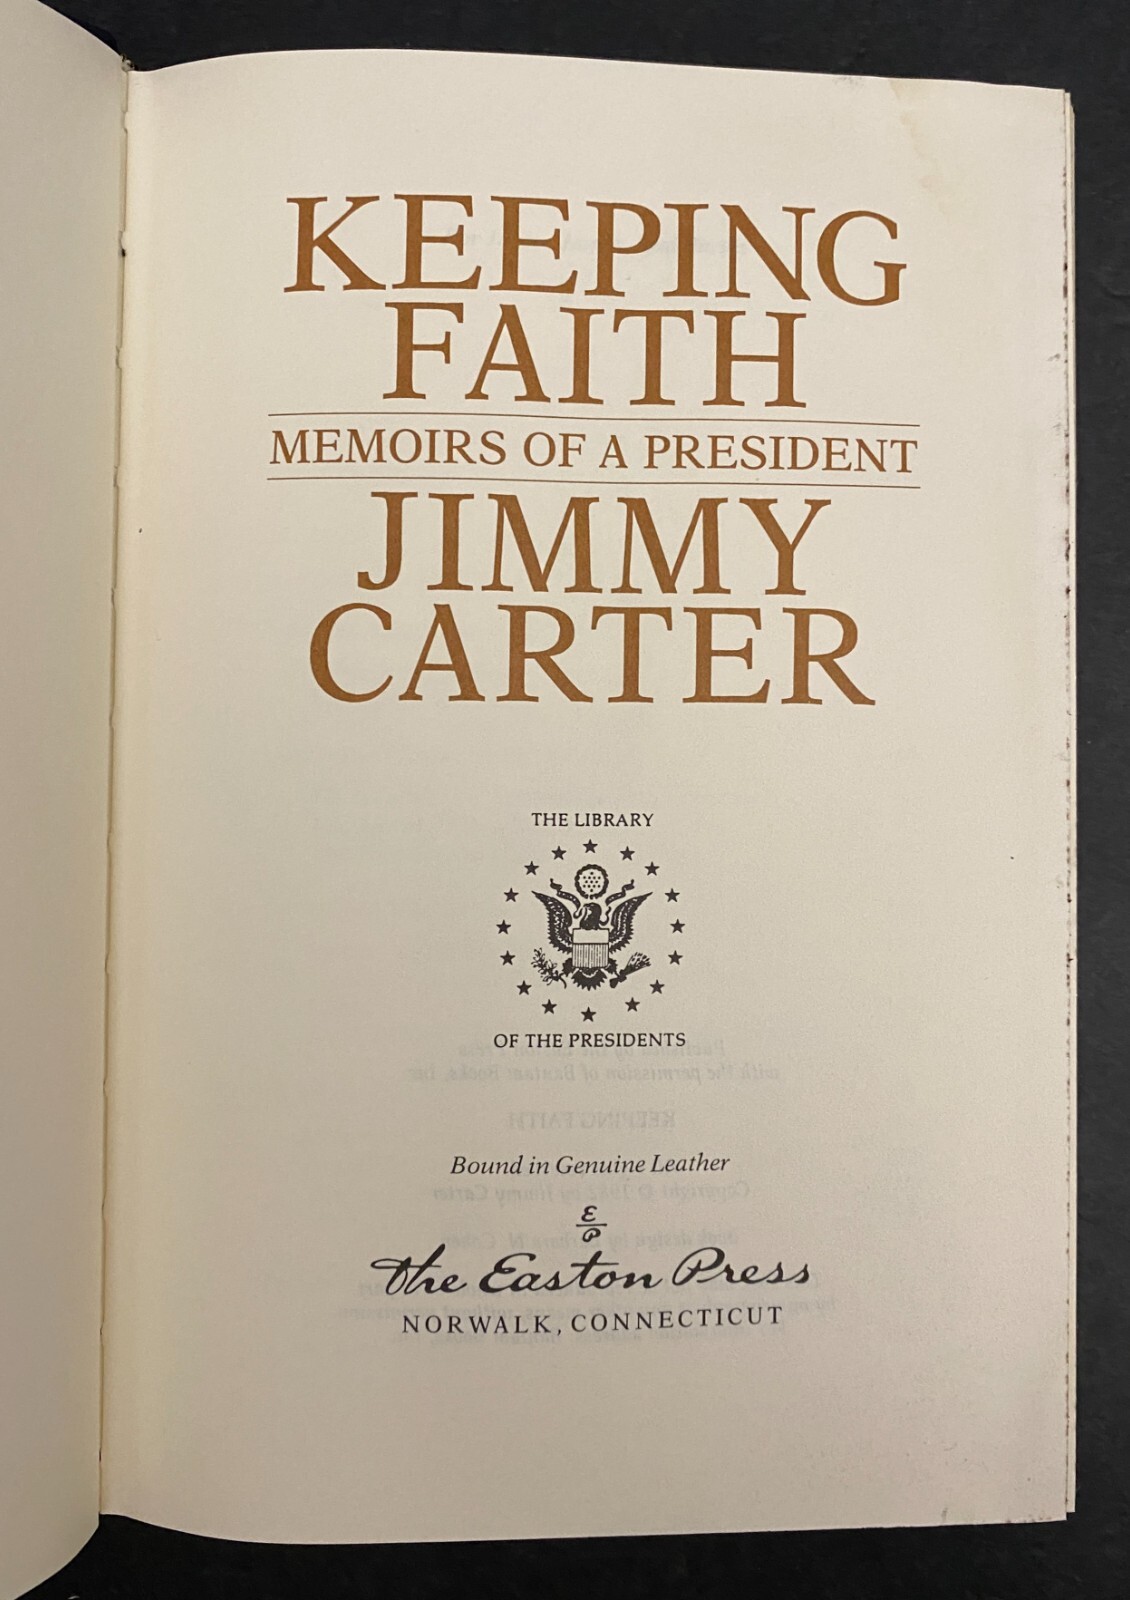 KEEPING
FAITH
MEMOIRS OF A PRESIDENT
JIMMY
CARTER
THE LIBRARY
OF THE PRESIDENTS
Bound in Genuine Leather
E
P
The Easton Press
NORWALK, CONNECTICUT